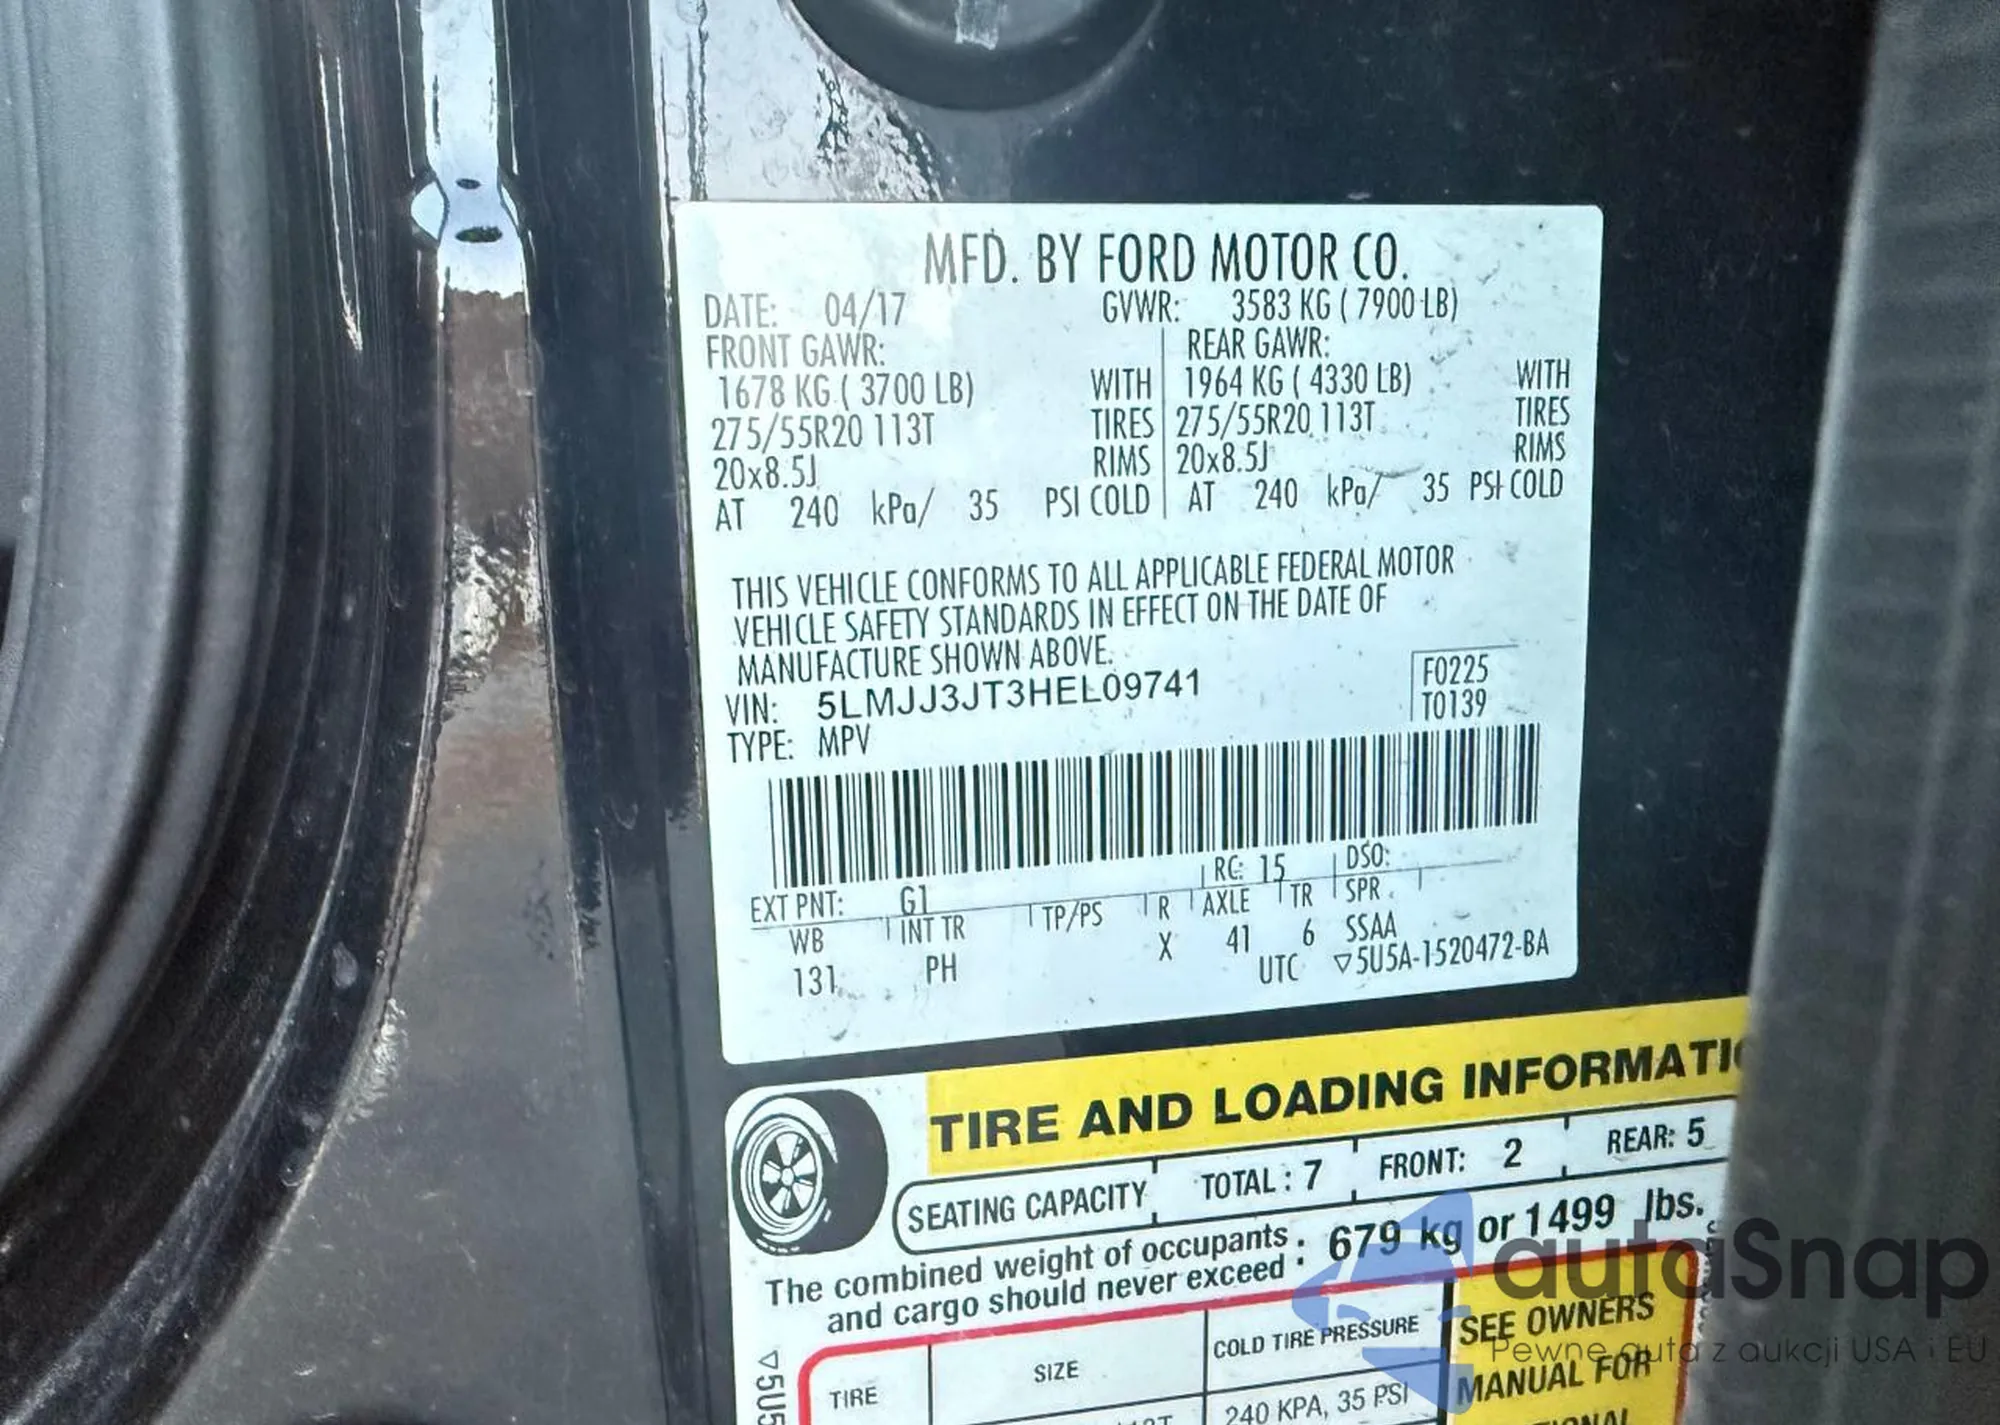 MFD. BY FORD MOTOR CO.
DATE: 04/17 GVWR: 3583 KG ( 7900 LB)
FRONT GAWR: REAR GAWR:
1678 KG ( 3700 LB) WITH 1964 KG ( 4330 LB) WITH
275/55R20 113T TIRES 275/55R20 113T TIRES
20x8.5J RIMS 20x8.5J RIMS
AT 240 kPa/ 35 PSI COLD AT 240 kPa/ 35 PSI COLD
THIS VEHICLE CONFORMS TO ALL APPLICABLE FEDERAL MOTOR
VEHICLE SAFETY STANDARDS IN EFFECT ON THE DATE OF
MANUFACTURE SHOWN ABOVE.
VIN: 5LMJJ3JT3HEL09741 F0225
TYPE: MPV T0139
EXT PNT: G1 RC: 15 DSO:
WB INT TR TP/PS R AXLE TR SPR
131 PH X 41 6 SSAA
UTC ▽5U5A-1520472-BA
TIRE AND LOADING INFORMATI
SEATING CAPACITY TOTAL : 7 FRONT: 2 REAR: 5
The combined weight of occupants : 679 kg or 1499 lbs.
and cargo should never exceed :
TIRE SIZE COLD TIRE PRESSURE SEE OWNERS
240 KPA, 35 PSI MANUAL FOR
▽5U5
autaSnap
Pewne auta z aukcji USA i EU